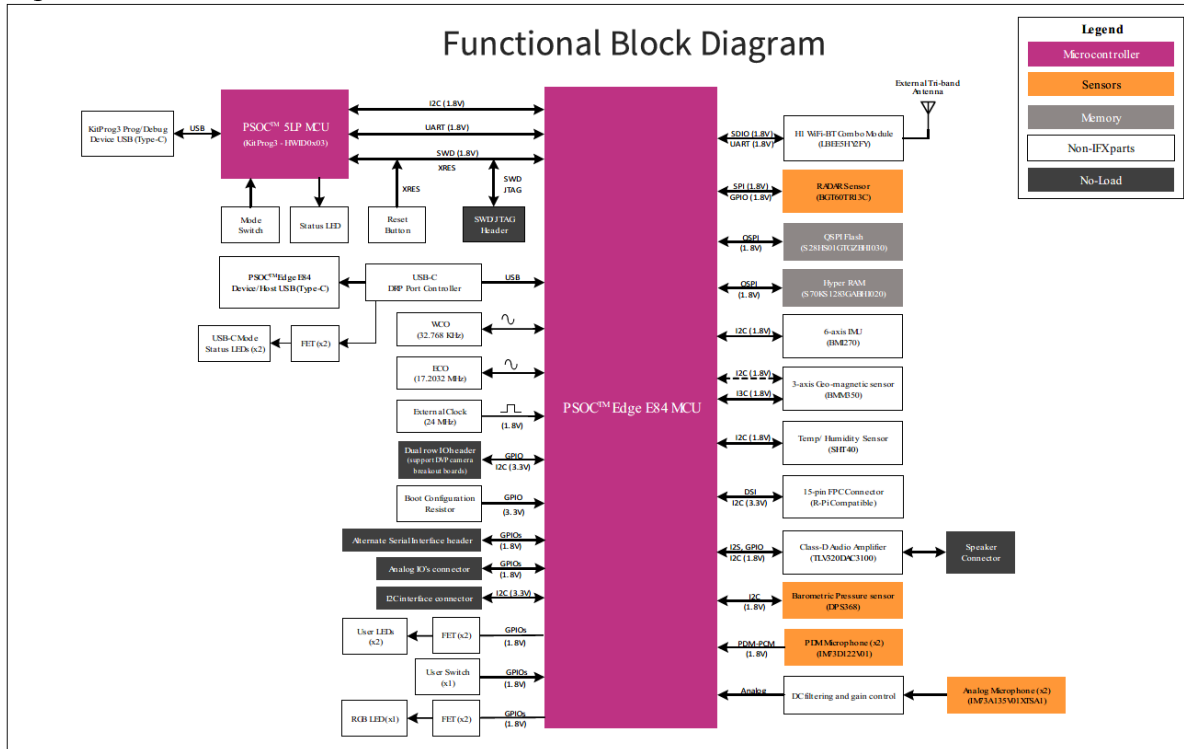 Functional Block Diagram
Legend
Microcontroller
Sensors
Memory
Non-IFX parts
No-Load
External Tri-band
Antenna
KitProg3 Prog/Debug
Device USB (Type-C)
USB
PSOC™ 5LP MCU
(KitProg3 - HWID0x03)
I2C (1.8V)
UART (1.8V)
SWD (1.8V)
XRES
XRES
SWD
JTAG
Mode
Switch
Status LED
Reset
Button
SWD JTAG
Header
PSOC™ Edge E84
Device/Host USB (Type-C)
USB-C
DRP Port Controller
USB
USB-C Mode
Status LEDs (x2)
FET (x2)
WCO
(32.768 KHz)
ECO
(17.2032 MHz)
External Clock
(24 MHz)
(1.8V)
Dual row IO header
(support DVP camera
breakout boards)
GPIO
I2C (3.3V)
Boot Configuration
Resistor
GPIO
(3.3V)
Alternate Serial Interface header
GPIOs
(1.8V)
Analog IO's connector
GPIOs
(1.8V)
I2C interface connector
I2C (3.3V)
User LEDs
(x2)
FET (x2)
GPIOs
(1.8V)
User Switch
(x1)
GPIOs
(1.8V)
RGB LED (x1)
FET (x2)
GPIOs
(1.8V)
PSOC™ Edge E84 MCU
SDIO (1.8V)
UART (1.8V)
H1 WiFi-BT Combo Module
(LBEE5HY2FY)
SPI (1.8V)
GPIO (1.8V)
RADAR Sensor
(BGT60TR13C)
QSPI
(1.8V)
QSPI Flash
(S28HS01GTGZBHI030)
OSPI
(1.8V)
Hyper RAM
(S70KS1283GABHI020)
I2C (1.8V)
6-axis IMU
(BMI270)
I2C (1.8V)
I3C (1.8V)
3-axis Geo-magnetic sensor
(BMM350)
I2C (1.8V)
Temp/ Humidity Sensor
(SHT40)
DSI
I2C (3.3V)
15-pin FPC Connector
(R-Pi Compatible)
I2S, GPIO
I2C (1.8V)
Class-D Audio Amplifier
(TLV320DAC3100)
Speaker
Connector
I2C
(1.8V)
Barometric Pressure sensor
(DPS368)
PDM-PCM
(1.8V)
PDM Microphone (x2)
(IM73D122V01)
Analog
DC filtering and gain control
Analog Microphone (x2)
(IM73A135V01XTSA1)